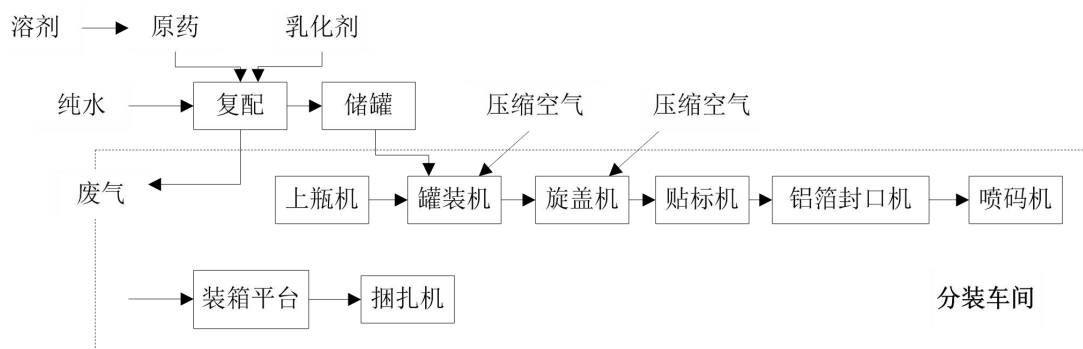 溶剂 原药 乳化剂
纯水 复配 储罐 压缩空气 压缩空气
废气 上瓶机 罐装机 旋盖机 贴标机 铝箔封口机 喷码机
装箱平台 捆扎机 分装车间